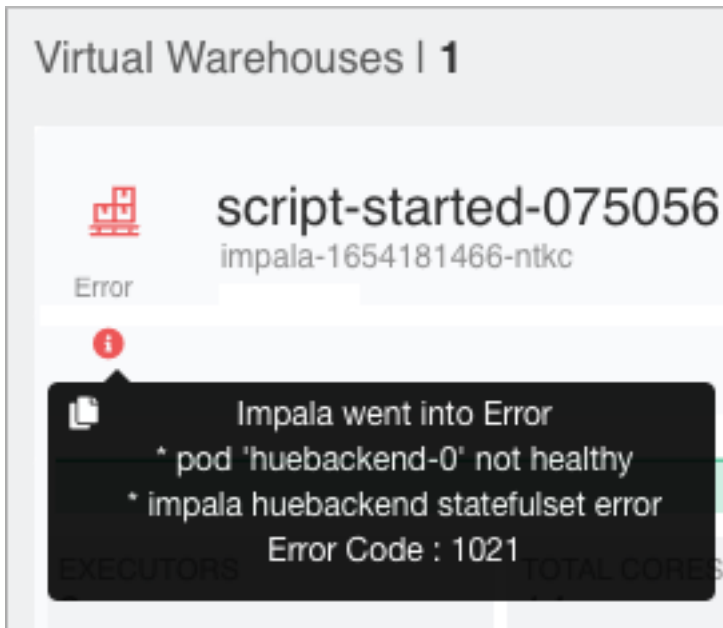 Virtual Warehouses | 1
script-started-075056
impala-1654181466-ntkc
Error
Impala went into Error
* pod 'huebackend-0' not healthy
* impala huebackend statefulset error
Error Code : 1021
EXECUTORS
TOTAL CORES